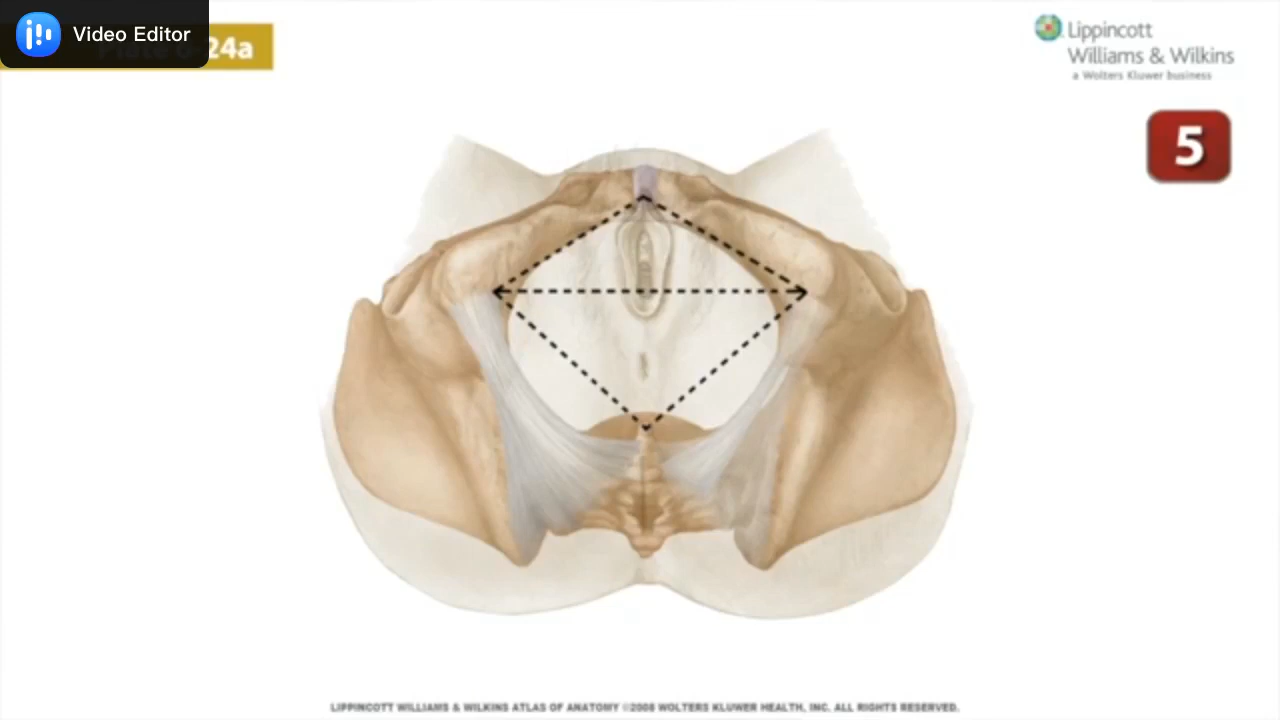 Video Editor
24a
Lippincott
Williams & Wilkins
a Wolters Kluwer business
5
LIPPINCOTT WILLIAMS & WILKINS ATLAS OF ANATOMY ©2008 WOLTERS KLUWER HEALTH, INC. ALL RIGHTS RESERVED.